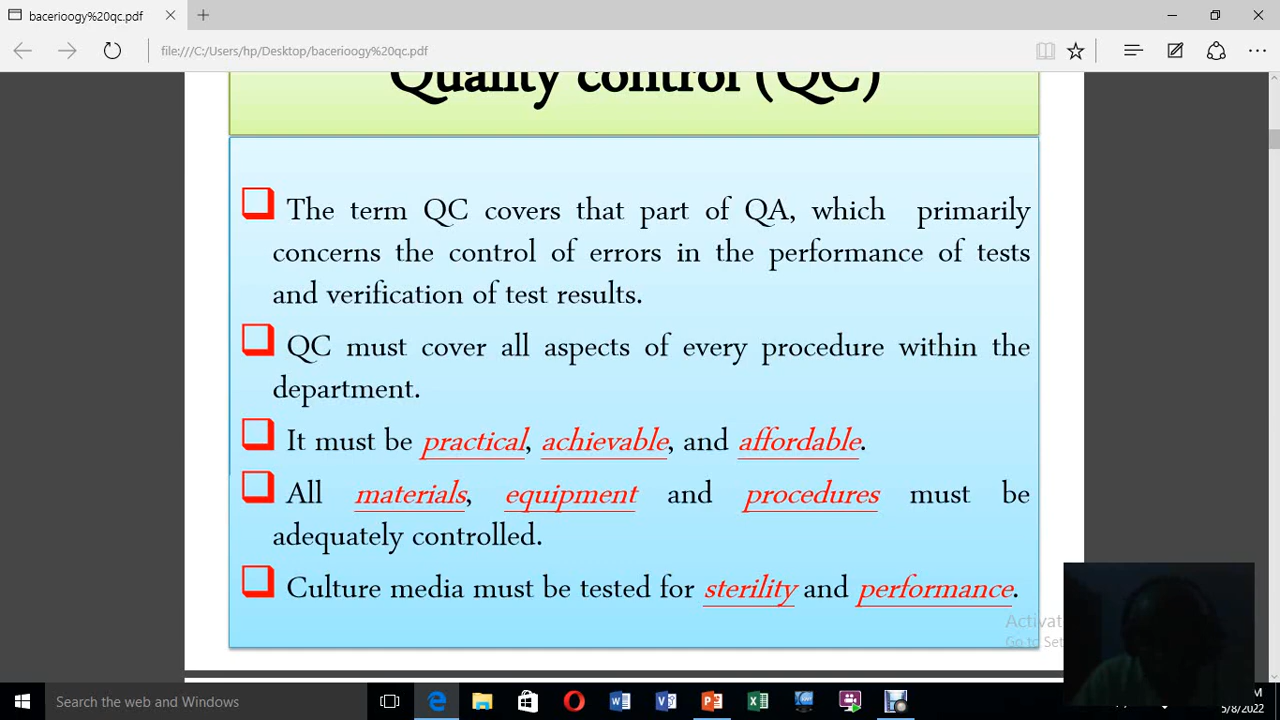 bacerioogy%20qc.pdf
file:///C:/Users/hp/Desktop/bacerioogy%20qc.pdf
Quality control (QC)
The term QC covers that part of QA, which primarily
concerns the control of errors in the performance of tests
and verification of test results.
QC must cover all aspects of every procedure within the
department.
It must be practical, achievable, and affordable.
All materials, equipment and procedures must be
adequately controlled.
Culture media must be tested for sterility and performance.
Activat
Go to Set
Search the web and Windows
M
5/8/2022